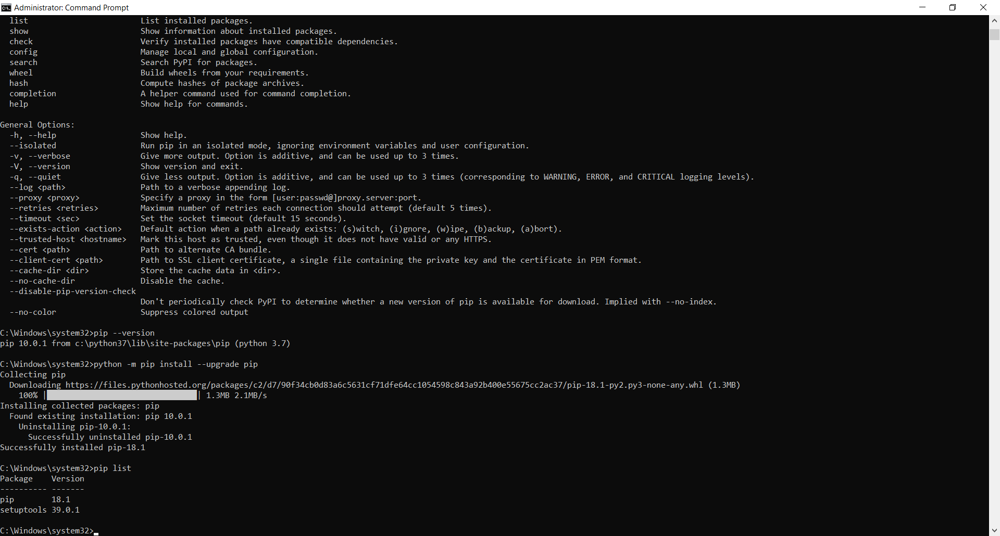 Administrator: Command Prompt
list                        List installed packages.
show                        Show information about installed packages.
check                       Verify installed packages have compatible dependencies.
config                      Manage local and global configuration.
search                      Search PyPI for packages.
wheel                       Build wheels from your requirements.
hash                        Compute hashes of package archives.
completion                  A helper command used for command completion.
help                        Show help for commands.
General Options:
-h, --help                  Show help.
--isolated                  Run pip in an isolated mode, ignoring environment variables and user configuration.
-v, --verbose               Give more output. Option is additive, and can be used up to 3 times.
-V, --version               Show version and exit.
-q, --quiet                 Give less output. Option is additive, and can be used up to 3 times (corresponding to WARNING, ERROR, and CRITICAL logging levels).
--log <path>                Path to a verbose appending log.
--proxy <proxy>             Specify a proxy in the form [user:passwd@]proxy.server:port.
--retries <retries>         Maximum number of retries each connection should attempt (default 5 times).
--timeout <sec>             Set the socket timeout (default 15 seconds).
--exists-action <action>    Default action when a path already exists: (s)witch, (i)gnore, (w)ipe, (b)ackup, (a)bort).
--trusted-host <hostname>   Mark this host as trusted, even though it does not have valid or any HTTPS.
--cert <path>               Path to alternate CA bundle.
--client-cert <path>        Path to SSL client certificate, a single file containing the private key and the certificate in PEM format.
--cache-dir <dir>           Store the cache data in <dir>.
--no-cache-dir              Disable the cache.
--disable-pip-version-check
Don't periodically check PyPI to determine whether a new version of pip is available for download. Implied with --no-index.
--no-color                  Suppress colored output
C:\Windows\system32>pip --version
pip 10.0.1 from c:\python37\lib\site-packages\pip (python 3.7)
C:\Windows\system32>python -m pip install --upgrade pip
Collecting pip
Downloading https://files.pythonhosted.org/packages/c2/d7/90f34cb0d83a6c5631cf71dfe64cc1054598c843a92b400e55675cc2ac37/pip-18.1-py2.py3-none-any.whl (1.3MB)
100% |████████████████████████████████| 1.3MB 2.1MB/s
Installing collected packages: pip
Found existing installation: pip 10.0.1
Uninstalling pip-10.0.1:
Successfully uninstalled pip-10.0.1
Successfully installed pip-18.1
C:\Windows\system32>pip list
Package    Version
---------- -------
pip        18.1
setuptools 39.0.1
C:\Windows\system32>